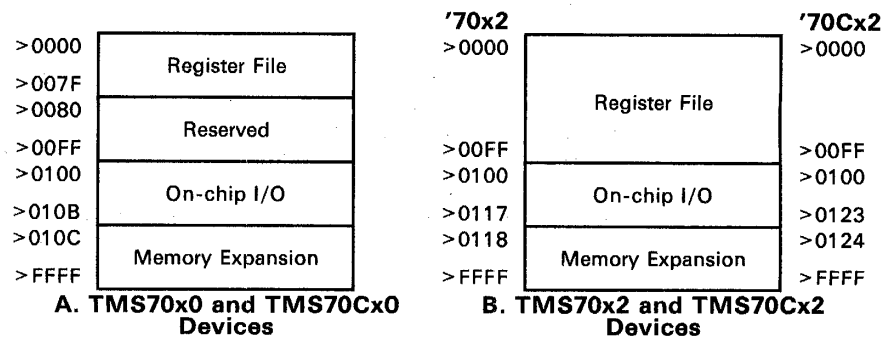 >0000
Register File
>007F
>0080
Reserved
>00FF
>0100
On-chip I/O
>010B
>010C
Memory Expansion
>FFFF
A. TMS70x0 and TMS70Cx0
Devices
'70x2 '70Cx2
>0000 >0000
Register File
>00FF >00FF
>0100 >0100
On-chip I/O
>0117 >0123
>0118 >0124
Memory Expansion
>FFFF >FFFF
B. TMS70x2 and TMS70Cx2
Devices